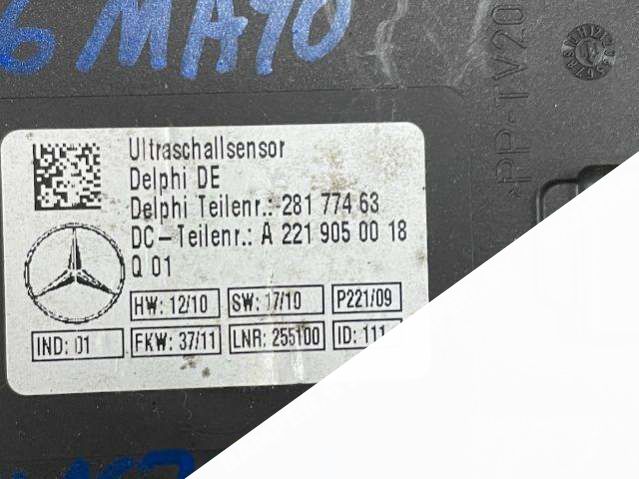 6 MAYO
>PP-TV20
Ultraschallsensor
Delphi DE
Delphi Teilenr.: 281 774 63
DC-Teilenr.: A 221 905 00 18
Q 01
HW: 12/10 SW: 17/10 P221/09
IND: 01 FKW: 37/11 LNR: 255100 ID: 111